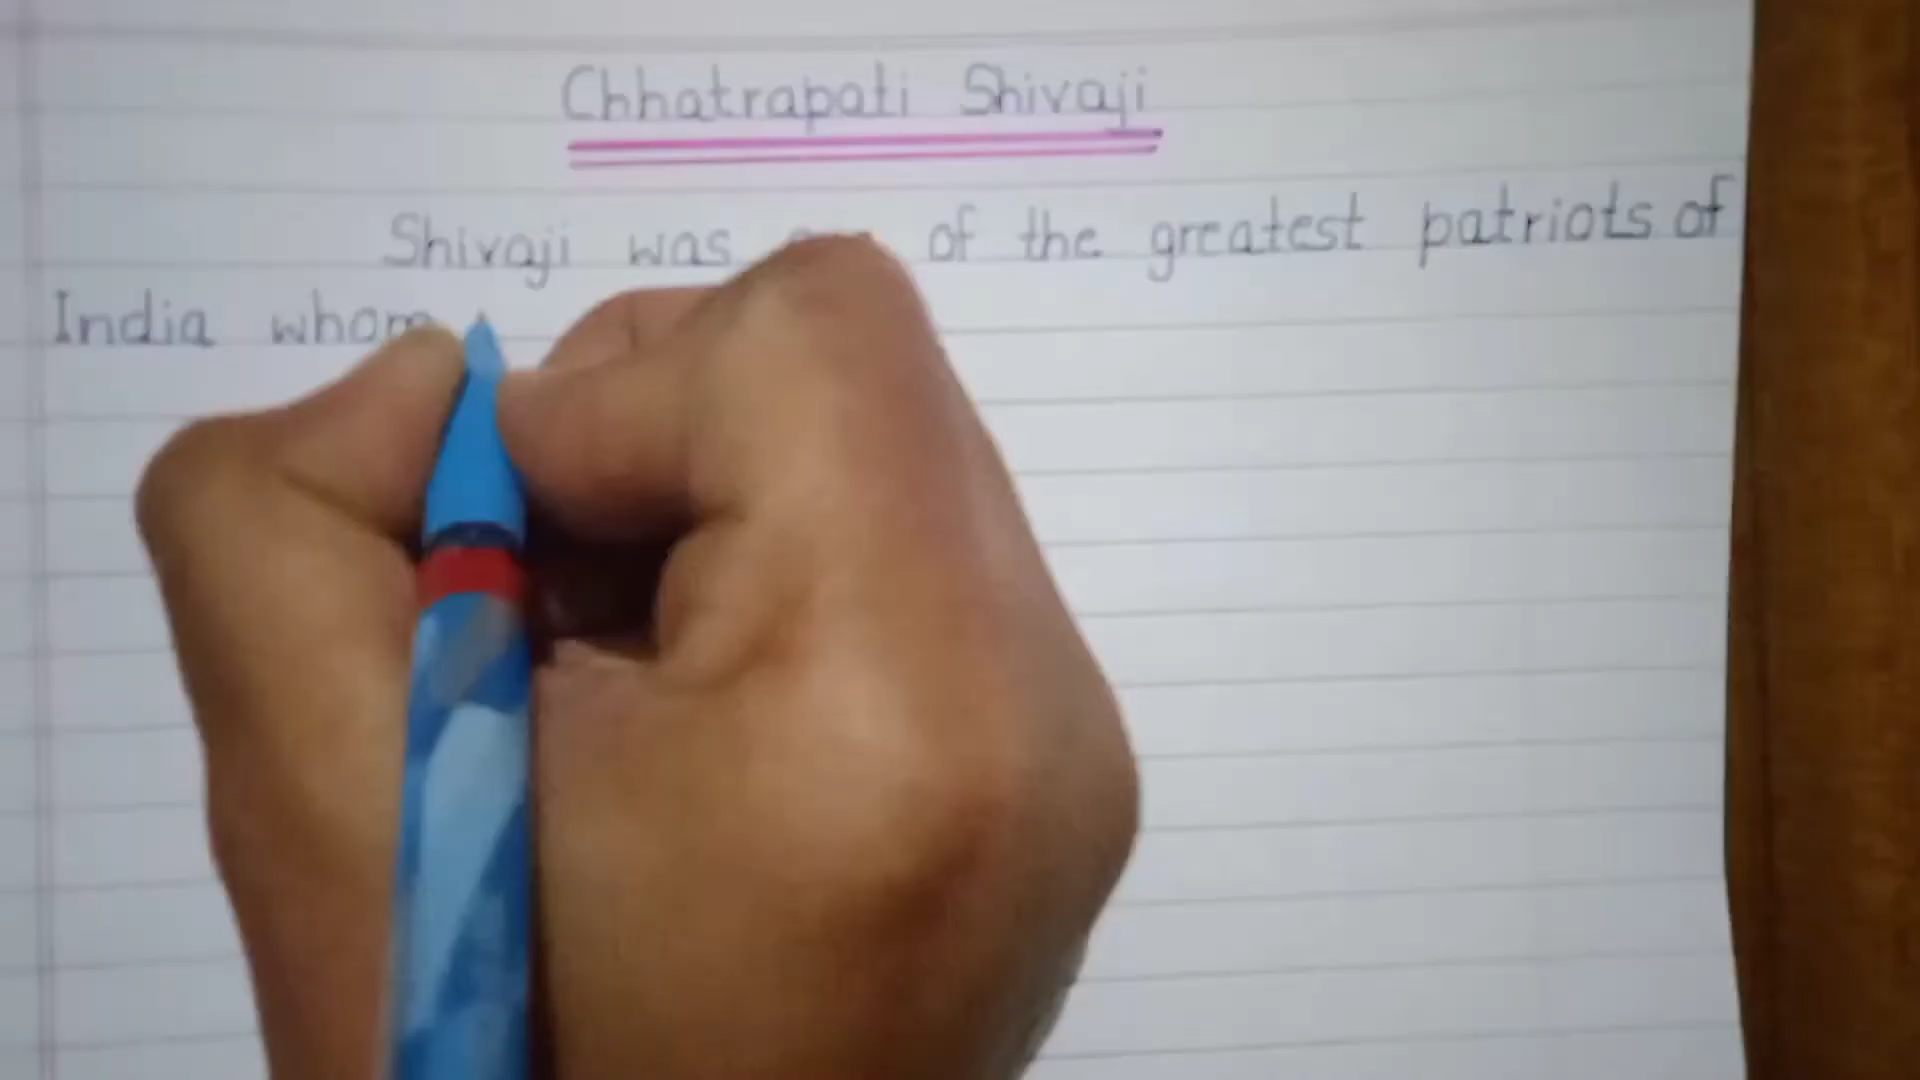 Chhatrapati Shivaji
Shivaji was of the greatest patriots of
India whom